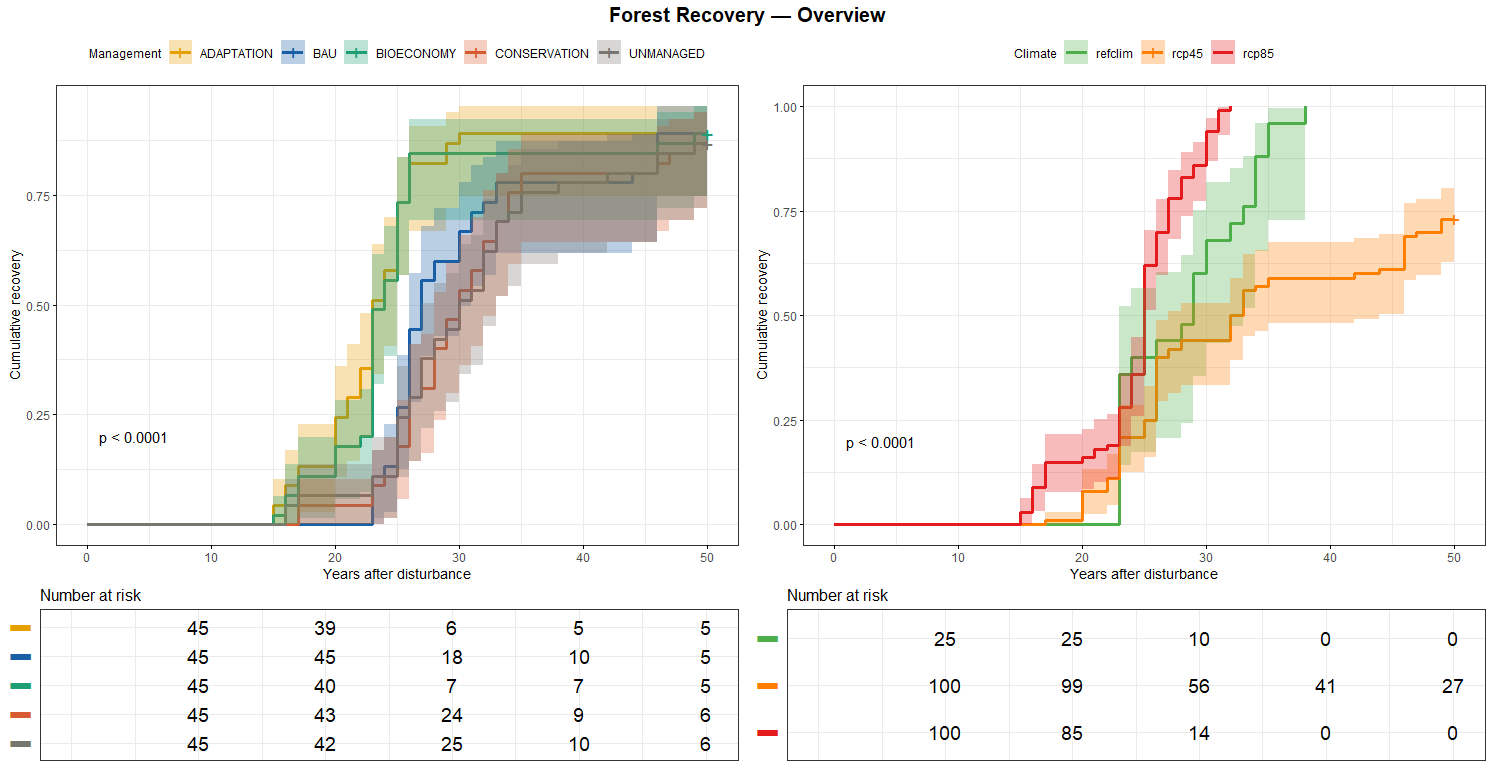 Forest Recovery — Overview
Management ADAPTATION BAU BIOECONOMY CONSERVATION UNMANAGED
Cumulative recovery
0.75
0.50
0.25
0.00
p < 0.0001
0 10 20 30 40 50
Years after disturbance
Number at risk
45 39 6 5 5
45 45 18 10 5
45 40 7 7 5
45 43 24 9 6
45 42 25 10 6
Climate refclim rcp45 rcp85
Cumulative recovery
1.00
0.75
0.50
0.25
0.00
p < 0.0001
0 10 20 30 40 50
Years after disturbance
Number at risk
25 25 10 0 0
100 99 56 41 27
100 85 14 0 0